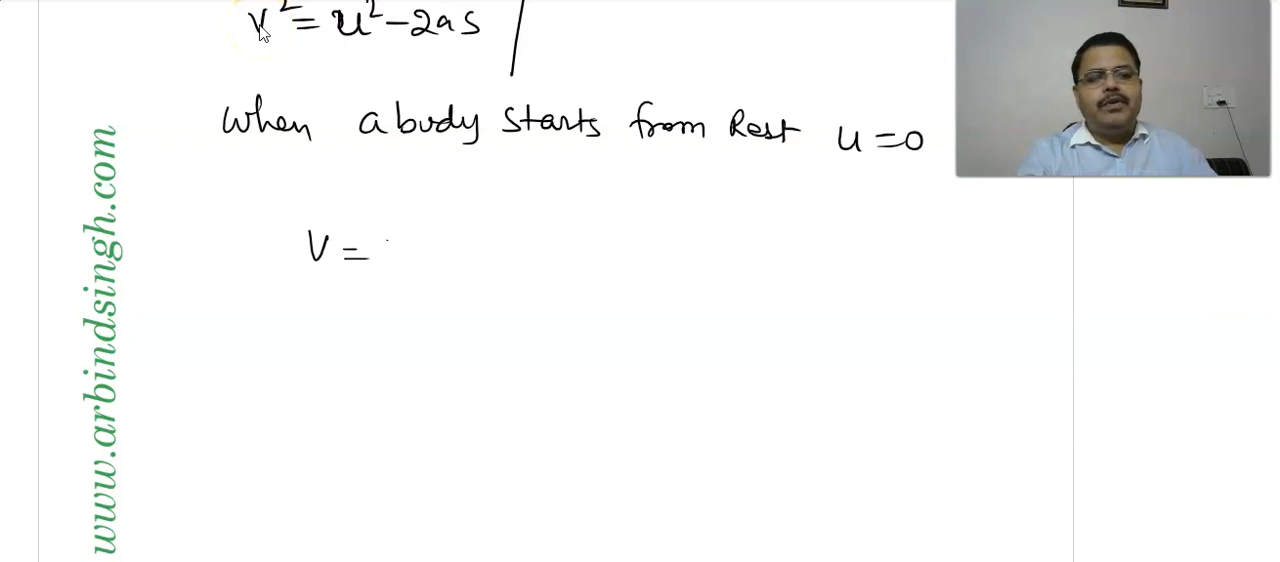 v² = u² - 2as
When a body starts from Rest u = 0
V =
www.arbindsingh.com